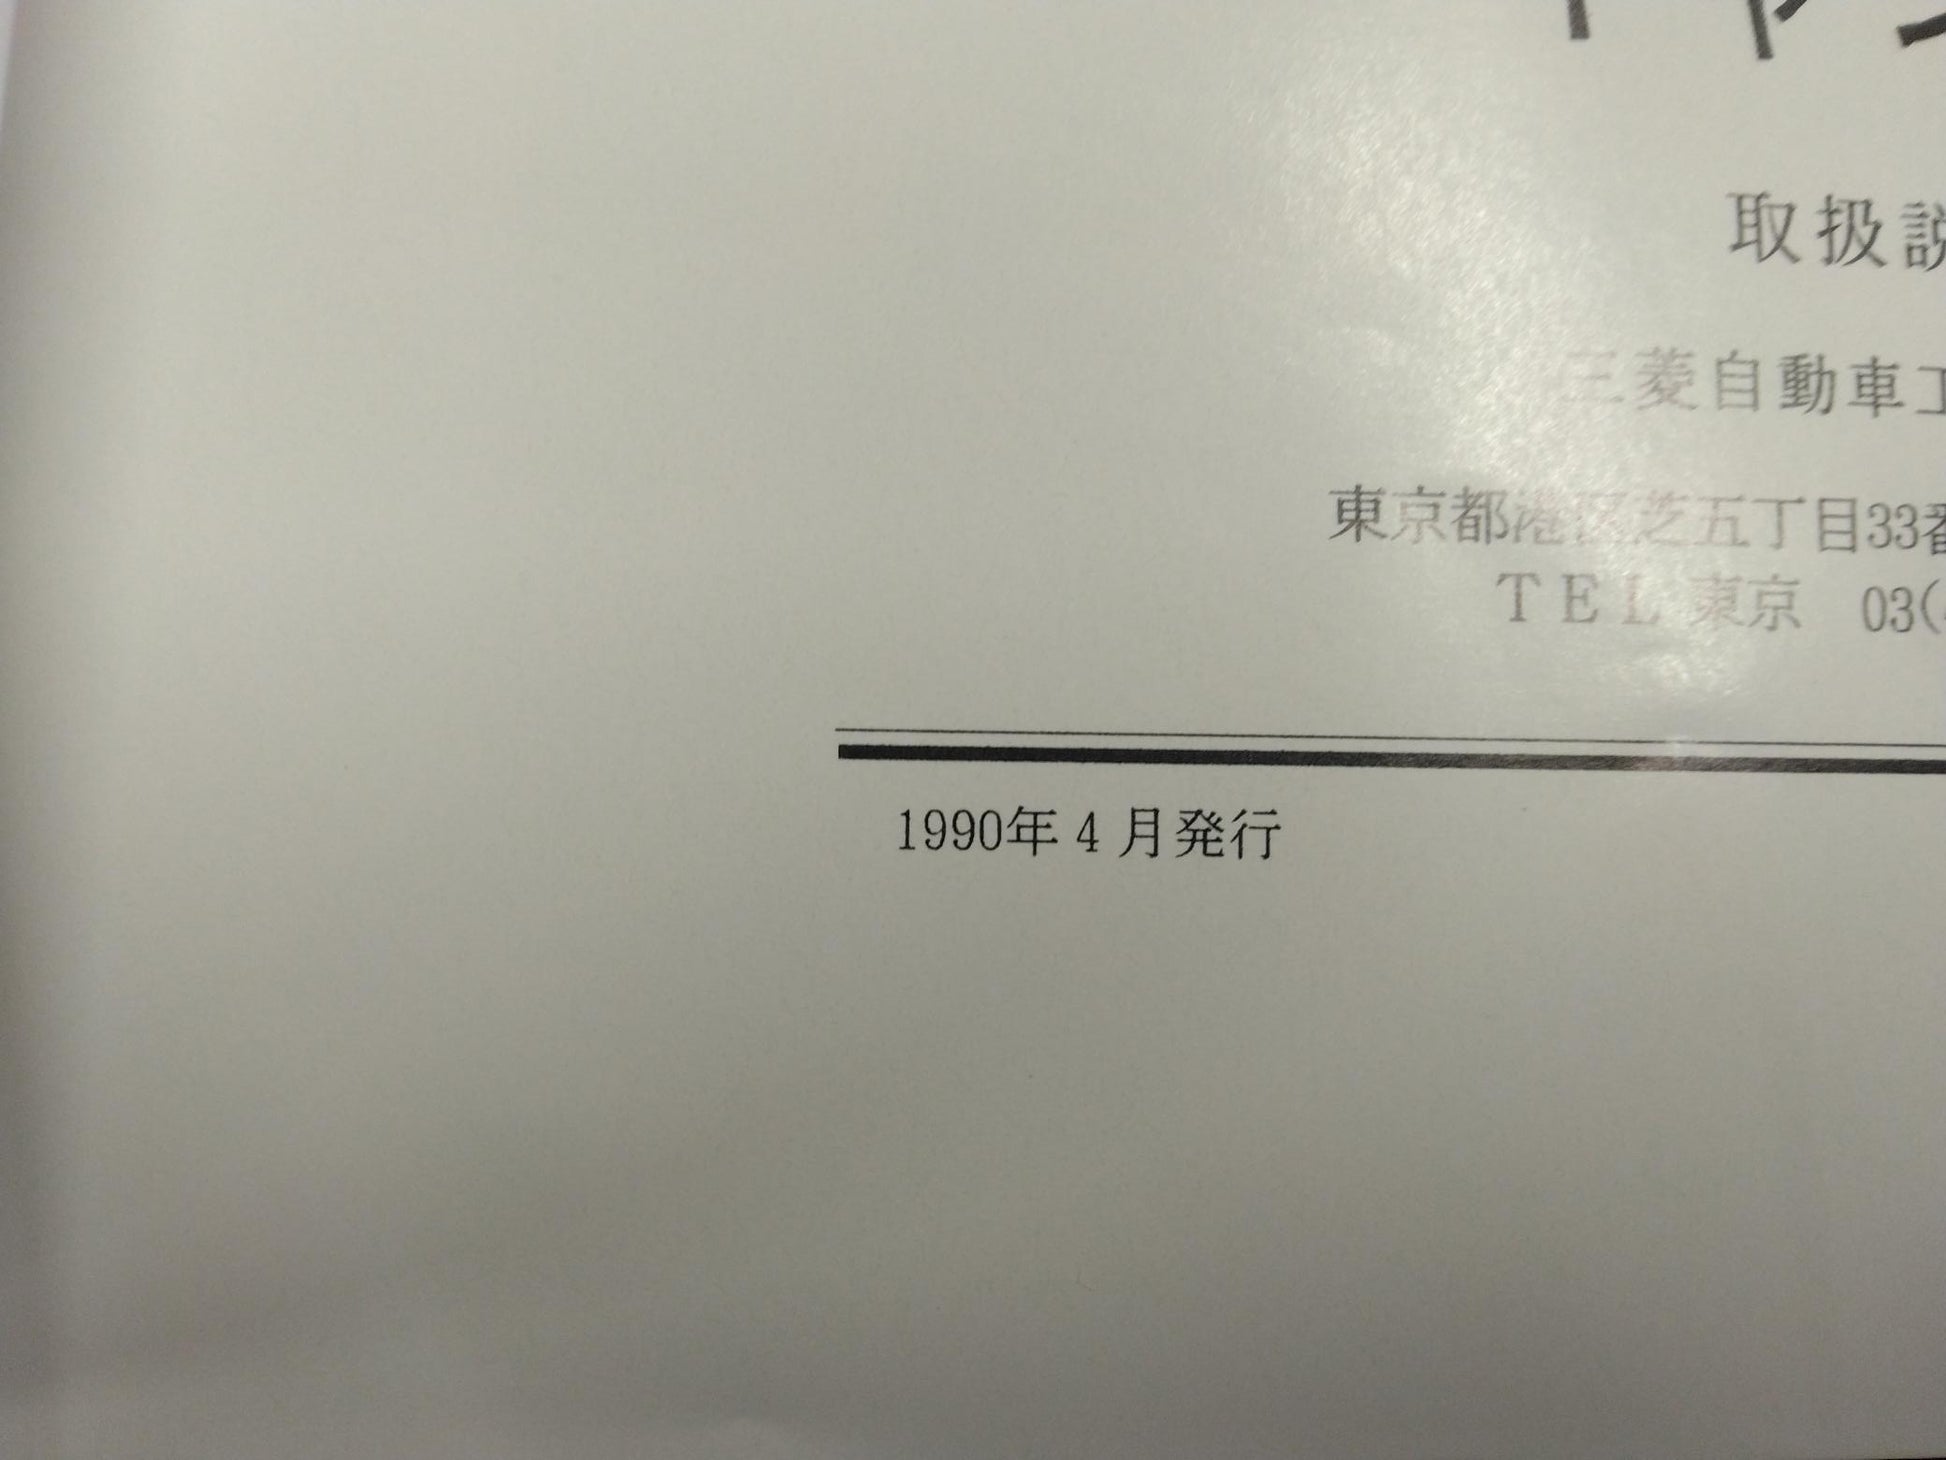 取扱説
三菱自動車工
東京都港区芝五丁目33番
TEL 東京 03(
1990年4月発行